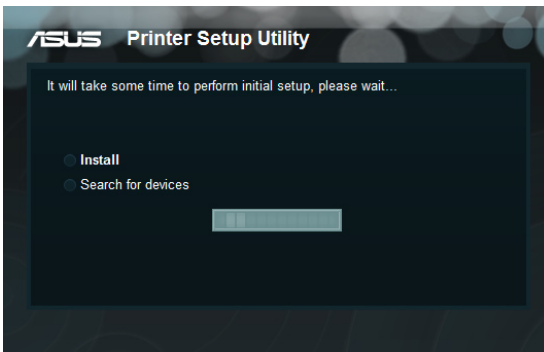 ASUS Printer Setup Utility
It will take some time to perform initial setup, please wait...
Install
Search for devices